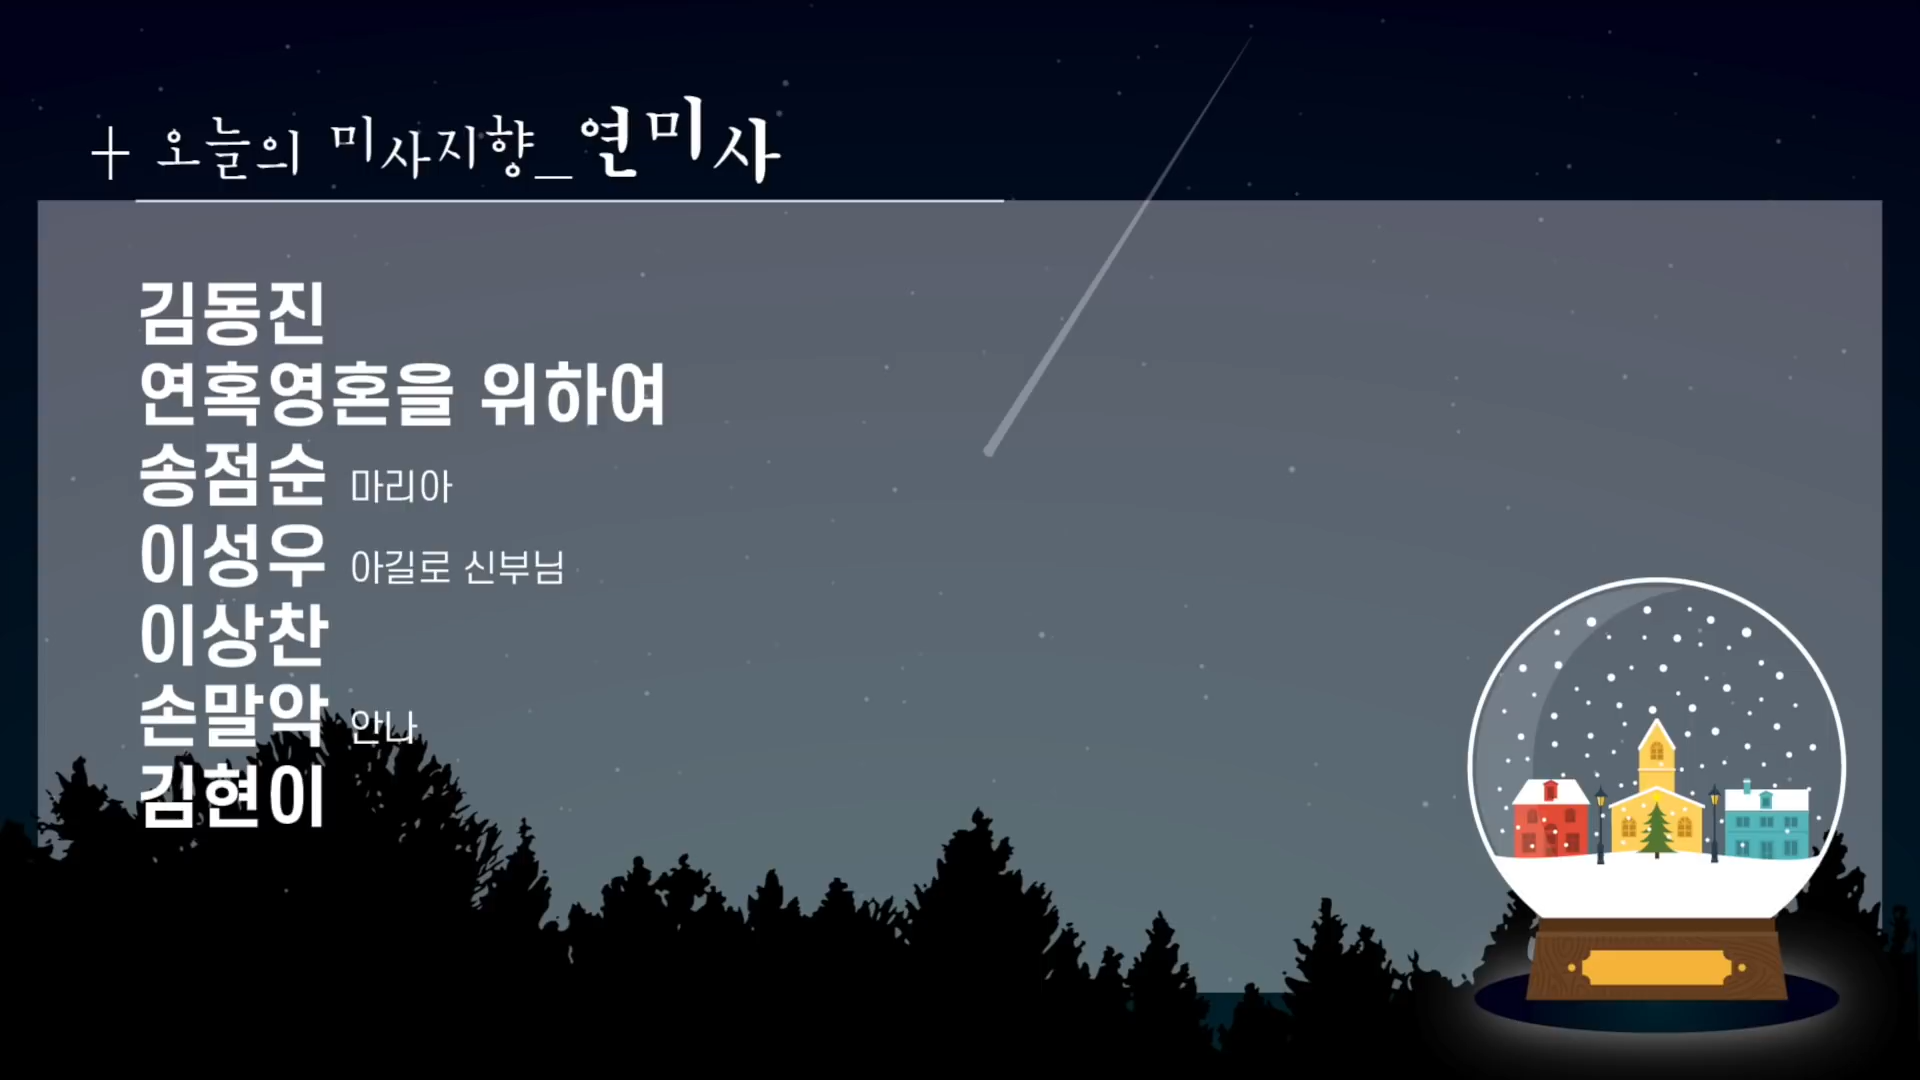 오늘의 미사지향_연미사
김동진
연혹영혼을 위하여
송점순 마리아
이성우 아길로 신부님
이상찬
손말악 안나
김현이